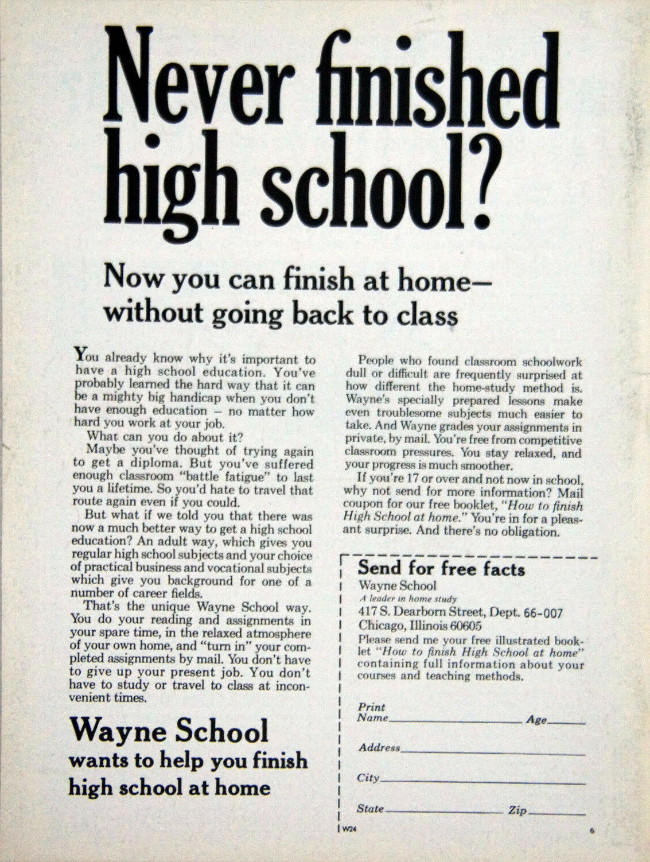 Never finished
high school?
Now you can finish at home—
without going back to class
You already know why it's important to
have a high school education. You've
probably learned the hard way that it can
be a mighty big handicap when you don't
have enough education – no matter how
hard you work at your job.
What can you do about it?
Maybe you've thought of trying again
to get a diploma. But you've suffered
enough classroom "battle fatigue" to last
you a lifetime. So you'd hate to travel that
route again even if you could.
But what if we told you that there was
now a much better way to get a high school
education? An adult way, which gives you
regular high school subjects and your choice
of practical business and vocational subjects
which give you background for one of a
number of career fields.
That's the unique Wayne School way.
You do your reading and assignments in
your spare time, in the relaxed atmosphere
of your own home, and "turn in" your com-
pleted assignments by mail. You don't have
to give up your present job. You don't
have to study or travel to class at incon-
venient times.
Wayne School
wants to help you finish
high school at home
People who found classroom schoolwork
dull or difficult are frequently surprised at
how different the home-study method is.
Wayne's specially prepared lessons make
even troublesome subjects much easier to
take. And Wayne grades your assignments in
private, by mail. You're free from competitive
classroom pressures. You stay relaxed, and
your progress is much smoother.
If you're 17 or over and not now in school,
why not send for more information? Mail
coupon for our free booklet, "How to finish
High School at home." You're in for a pleas-
ant surprise. And there's no obligation.
Send for free facts
Wayne School
A leader in home study
417 S. Dearborn Street, Dept. 66-007
Chicago, Illinois 60605
Please send me your free illustrated book-
let "How to finish High School at home"
containing full information about your
courses and teaching methods.
Print
Name Age
Address
City
State Zip
W24 6